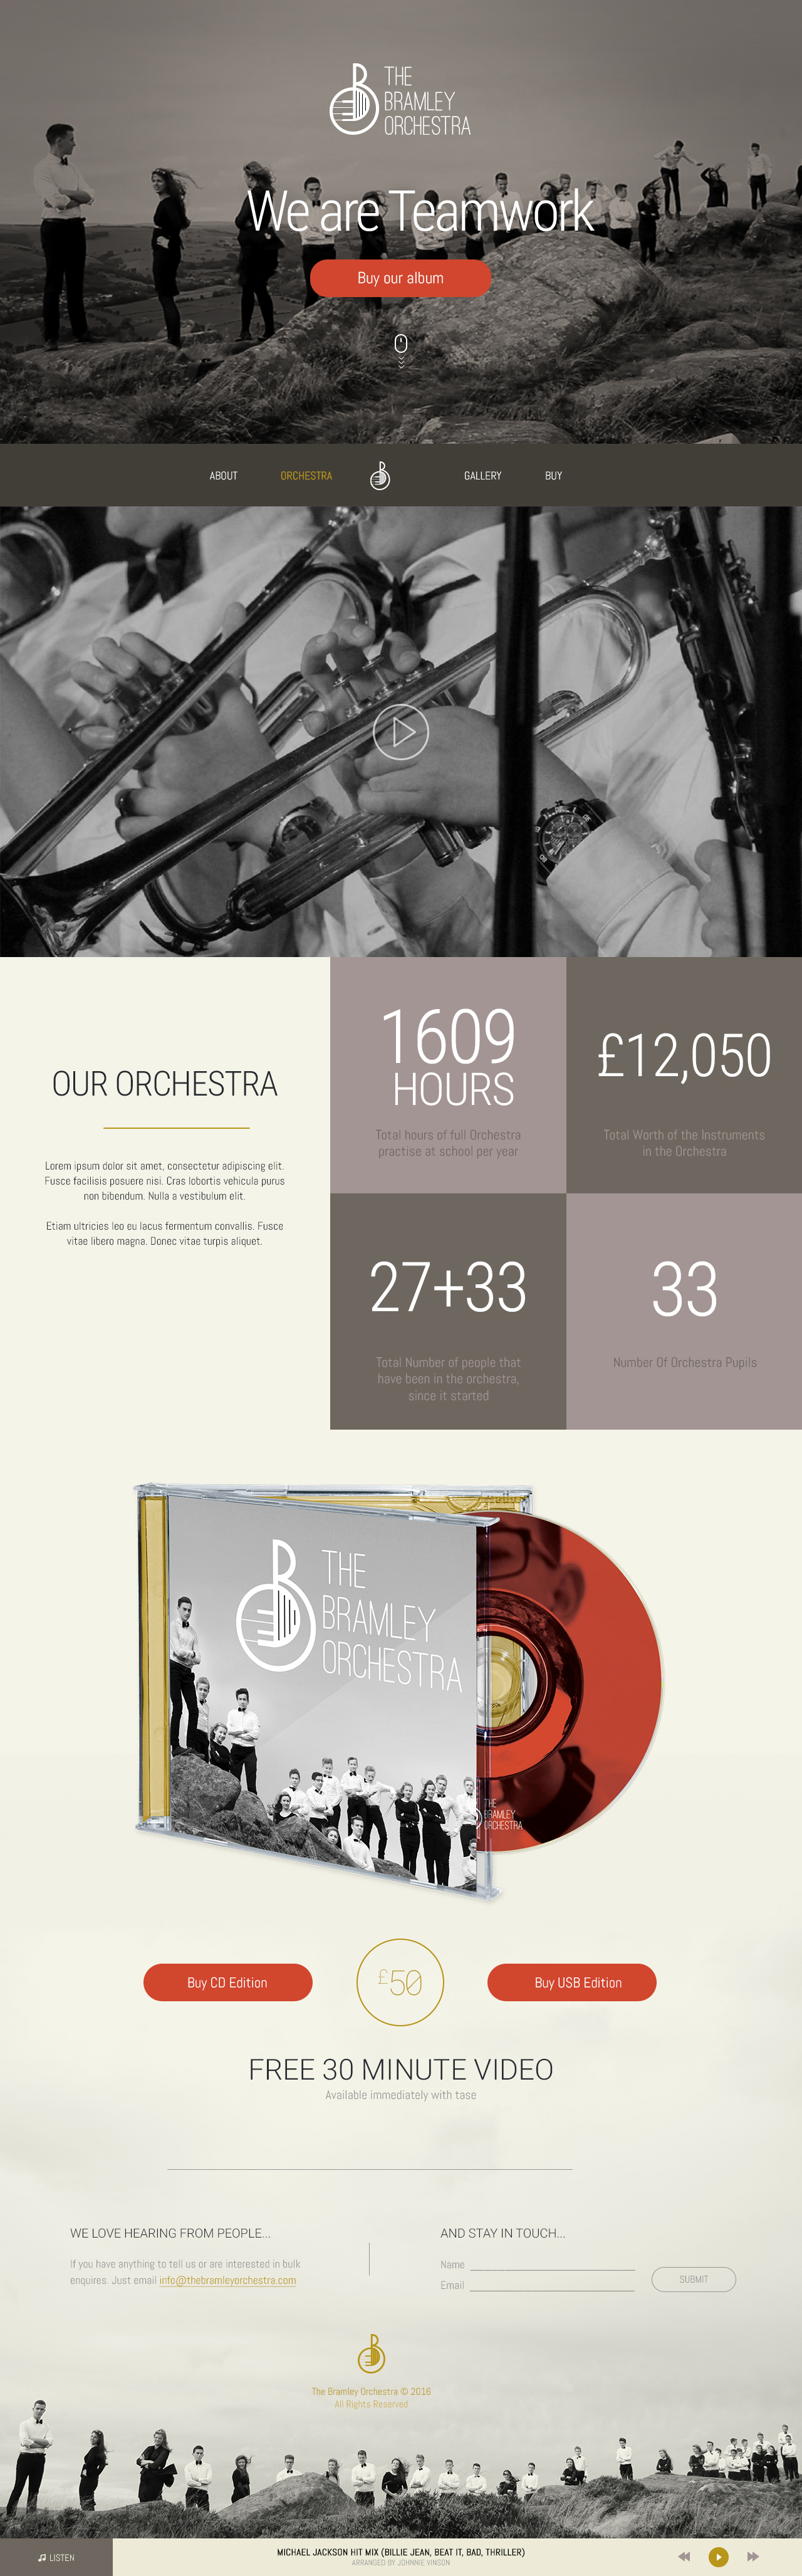 THE
BRAMLEY
ORCHESTRA
We are Teamwork
Buy our album
ABOUT
ORCHESTRA
GALLERY
BUY
OUR ORCHESTRA
Lorem ipsum dolor sit amet, consectetur adipiscing elit.
Fusce facilisis posuere nisi. Cras lobortis vehicula purus
non bibendum. Nulla a vestibulum elit.
Etiam ultricies leo eu lacus fermentum convallis. Fusce
vitae libero magna. Donec vitae turpis aliquet.
1609
HOURS
Total hours of full Orchestra
practise at school per year
£12,050
Total Worth of the Instruments
in the Orchestra
27+33
Total Number of people that
have been in the orchestra,
since it started
33
Number Of Orchestra Pupils
THE
BRAMLEY
ORCHESTRA
THE
BRAMLEY
ORCHESTRA
Buy CD Edition
£50
Buy USB Edition
FREE 30 MINUTE VIDEO
Available immediately with tase
WE LOVE HEARING FROM PEOPLE...
If you have anything to tell us or are interested in bulk
enquires. Just email info@thebramleyorchestra.com
AND STAY IN TOUCH...
Name
Email
SUBMIT
The Bramley Orchestra © 2016
All Rights Reserved
LISTEN
MICHAEL JACKSON HIT MIX (BILLIE JEAN, BEAT IT, BAD, THRILLER)
ARRANGED BY JOHNNIE VINSON